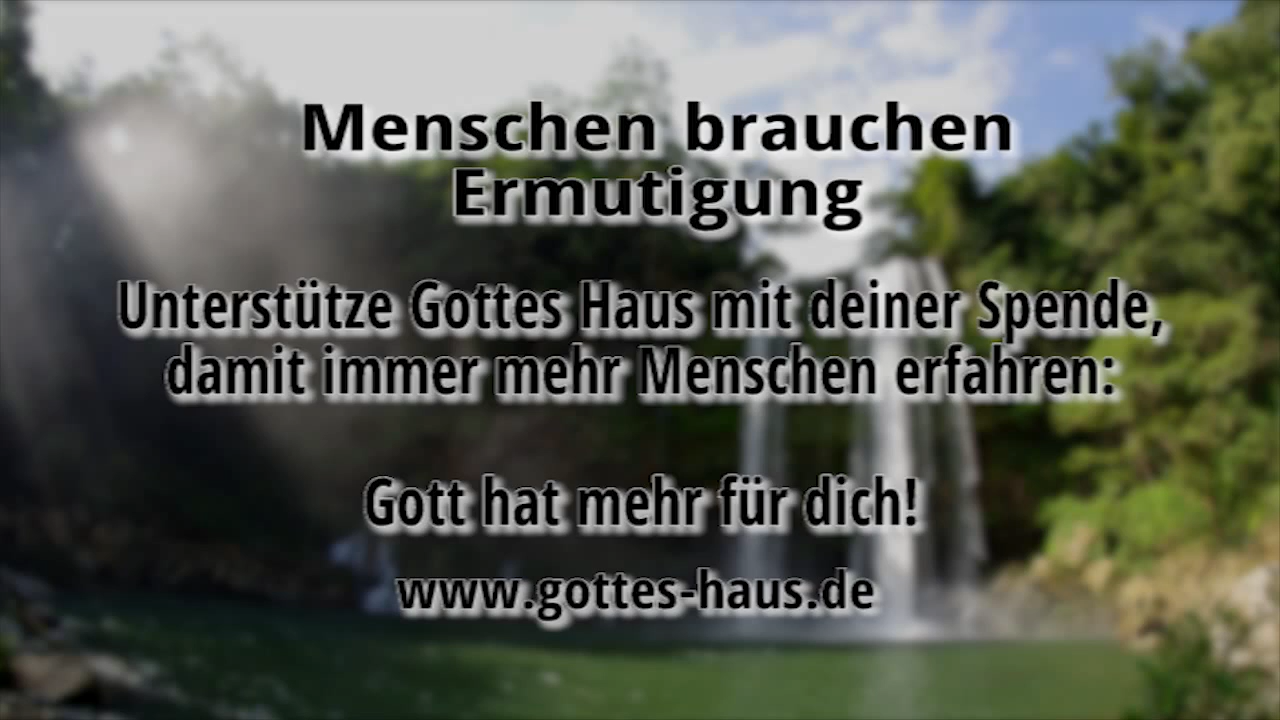 Menschen brauchen
Ermutigung
Unterstütze Gottes Haus mit deiner Spende,
damit immer mehr Menschen erfahren:
Gott hat mehr für dich!
www.gottes-haus.de